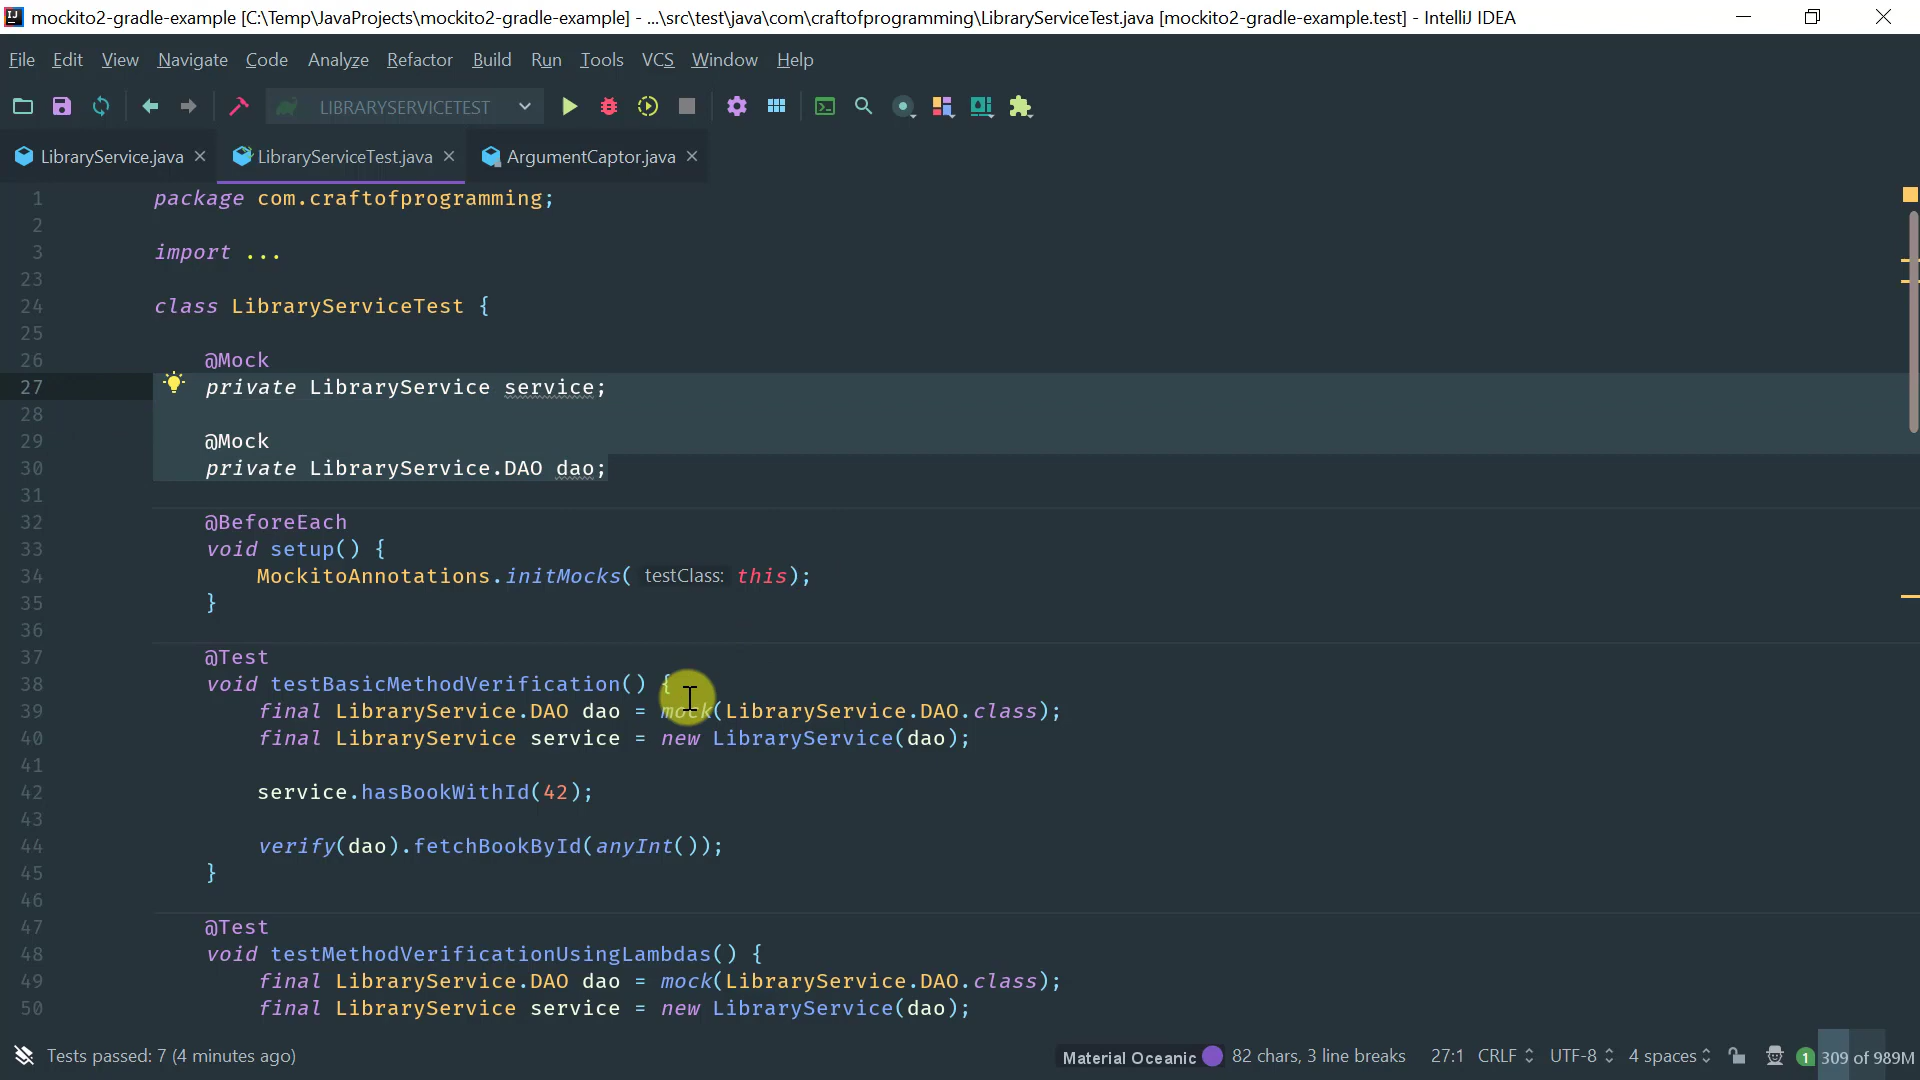 mockito2-gradle-example [C:\Temp\JavaProjects\mockito2-gradle-example] - ...\src\test\java\com\craftofprogramming\LibraryServiceTest.java [mockito2-gradle-example.test] - IntelliJ IDEA
File Edit View Navigate Code Analyze Refactor Build Run Tools VCS Window Help
LIBRARYSERVICETEST
LibraryService.java LibraryServiceTest.java ArgumentCaptor.java
1 package com.craftofprogramming;
2
3 import ...
23
24 class LibraryServiceTest {
25
26 @Mock
27 private LibraryService service;
28
29 @Mock
30 private LibraryService.DAO dao;
31
32 @BeforeEach
33 void setup() {
34 MockitoAnnotations.initMocks( testClass: this);
35 }
36
37 @Test
38 void testBasicMethodVerification() {
39 final LibraryService.DAO dao = mock(LibraryService.DAO.class);
40 final LibraryService service = new LibraryService(dao);
41
42 service.hasBookWithId(42);
43
44 verify(dao).fetchBookById(anyInt());
45 }
46
47 @Test
48 void testMethodVerificationUsingLambdas() {
49 final LibraryService.DAO dao = mock(LibraryService.DAO.class);
50 final LibraryService service = new LibraryService(dao);
Tests passed: 7 (4 minutes ago) Material Oceanic 82 chars, 3 line breaks 27:1 CRLF UTF-8 4 spaces 1 309 of 989M